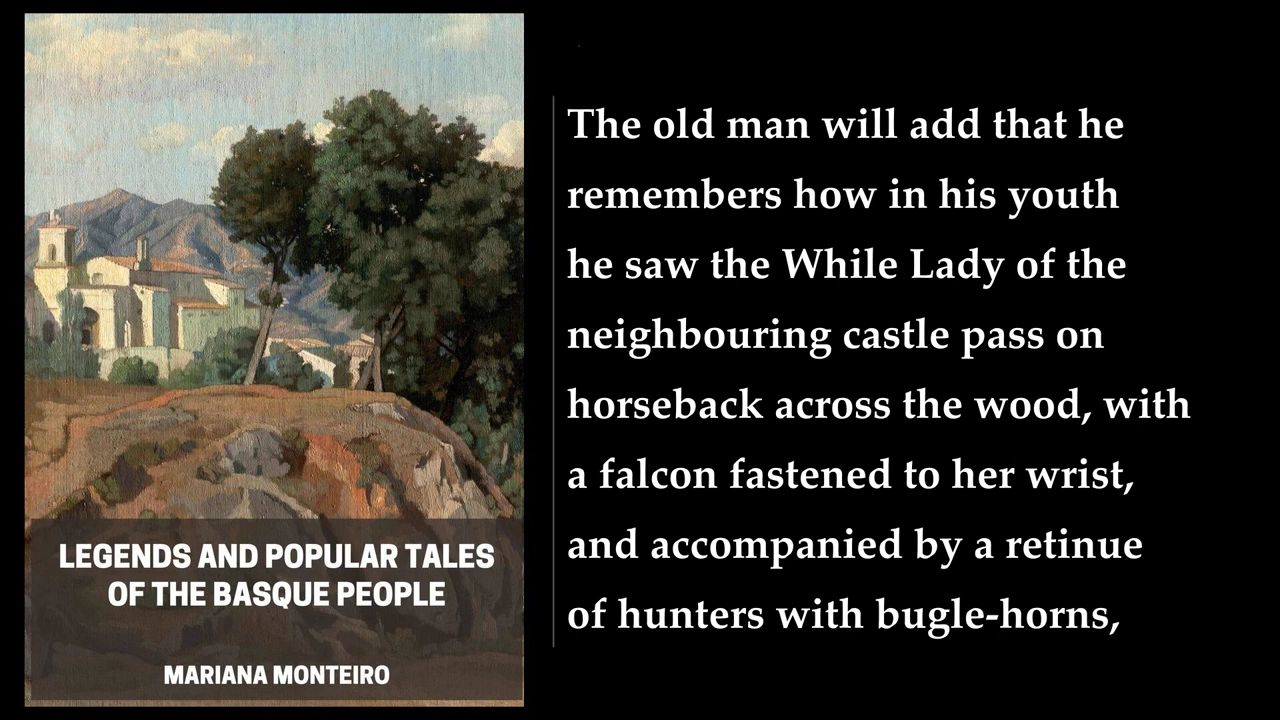 LEGENDS AND POPULAR TALES
OF THE BASQUE PEOPLE
MARIANA MONTEIRO
The old man will add that he
remembers how in his youth
he saw the While Lady of the
neighbouring castle pass on
horseback across the wood, with
a falcon fastened to her wrist,
and accompanied by a retinue
of hunters with bugle-horns,